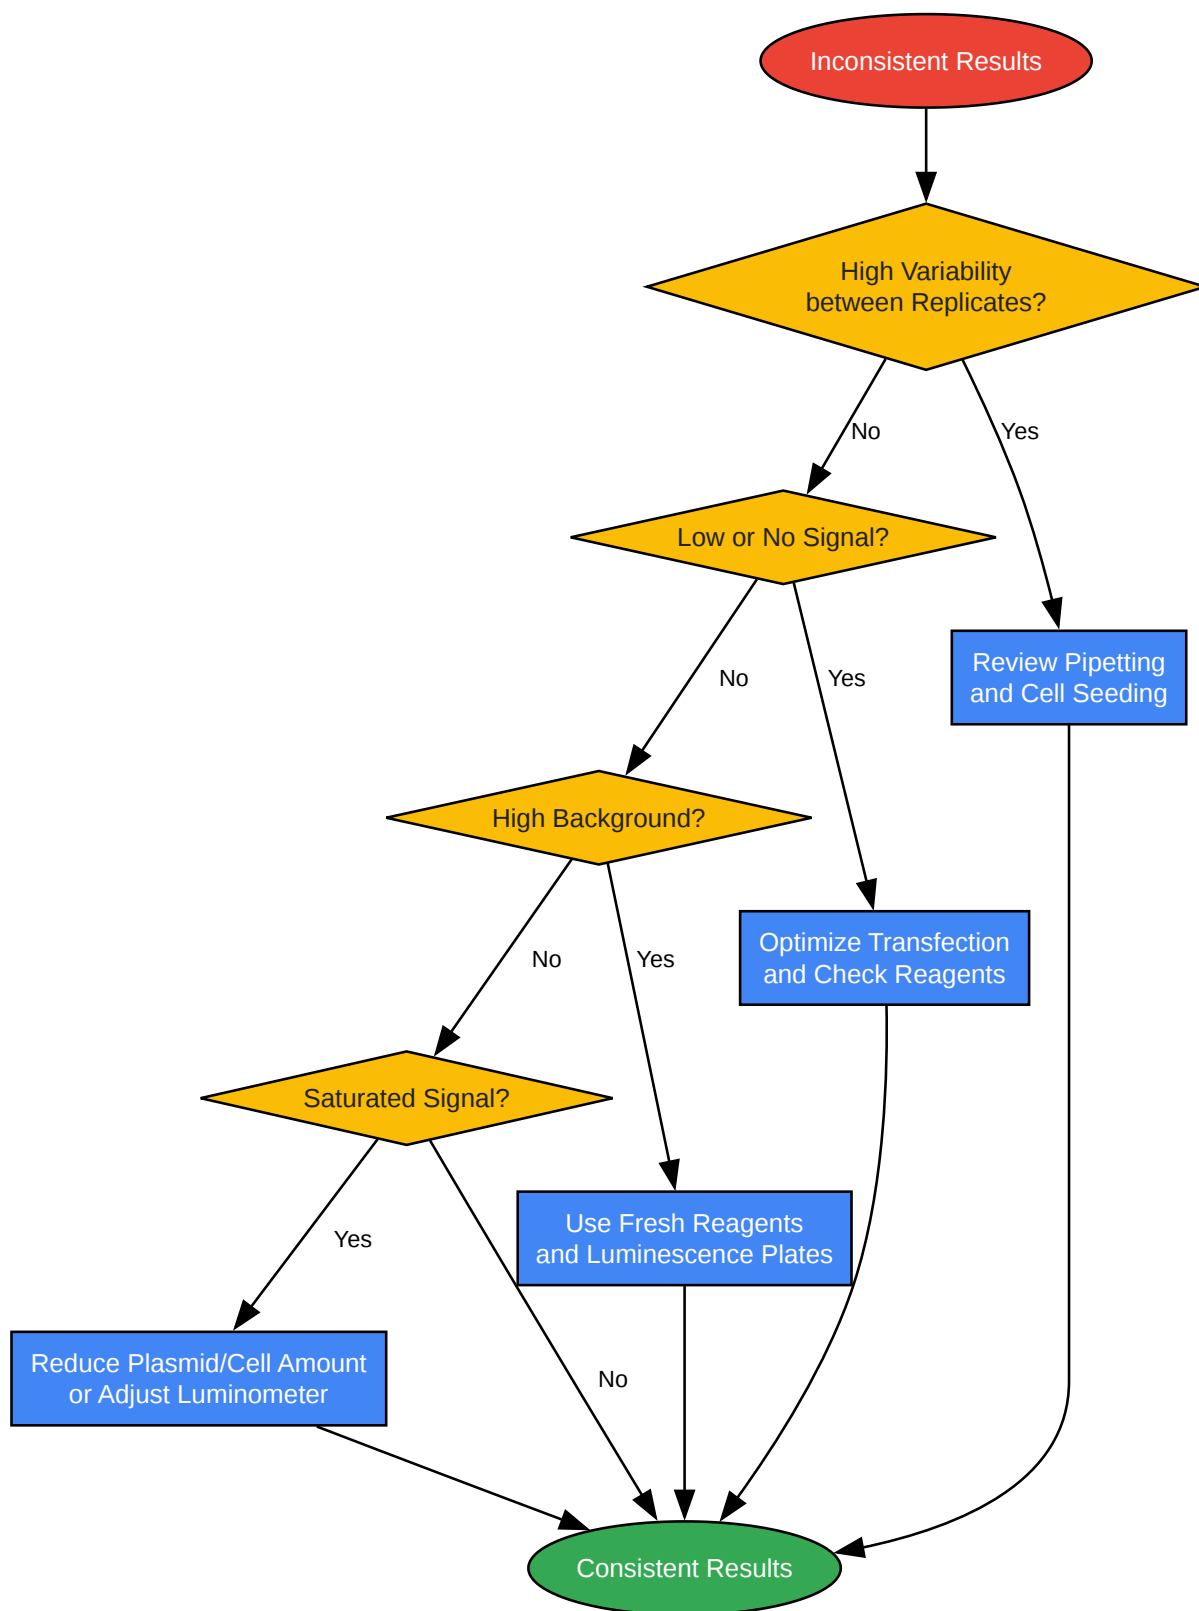 Inconsistent Results
High Variability
between Replicates?
No
Yes
Low or No Signal?
Review Pipetting
and Cell Seeding
No
Yes
High Background?
Optimize Transfection
and Check Reagents
No
Yes
Saturated Signal?
Use Fresh Reagents
and Luminescence Plates
Yes
Reduce Plasmid/Cell Amount
or Adjust Luminometer
No
Consistent Results